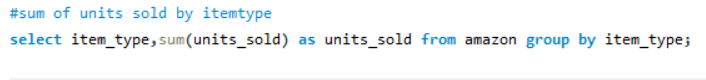 #sum of units sold by itemtype
select item_type,sum(units_sold) as units_sold from amazon group by item_type;